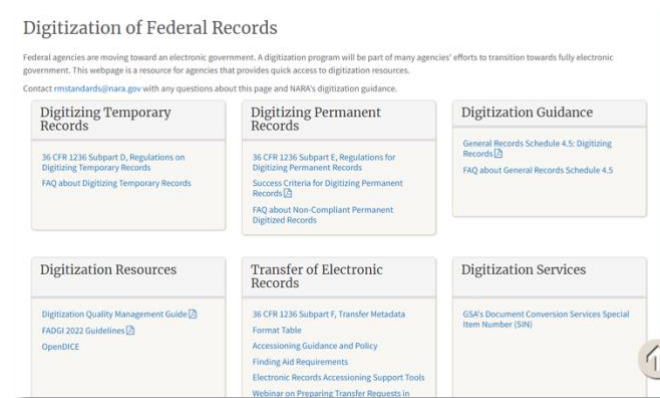 Digitization of Federal Records
Federal agencies are moving toward an electronic government. A digitization program will be part of many agencies' efforts to transition towards fully electronic
government. This webpage is a resource for agencies that provides quick access to digitization resources.
Contact rmstandards@nara.gov with any questions about this page and NARA's digitization guidance.
Digitizing Temporary
Records
36 CFR 1236 Subpart D, Regulations on
Digitizing Temporary Records
FAQ about Digitizing Temporary Records
Digitizing Permanent
Records
36 CFR 1236 Subpart E, Regulations for
Digitizing Permanent Records
Success Criteria for Digitizing Permanent
Records
FAQ about Non-Compliant Permanent
Digitized Records
Digitization Guidance
General Records Schedule 4.5: Digitizing
Records
FAQ about General Records Schedule 4.5
Digitization Resources
Digitization Quality Management Guide
FADGI 2022 Guidelines
OpenDICE
Transfer of Electronic
Records
36 CFR 1236 Subpart F, Transfer Metadata
Format Table
Accessioning Guidance and Policy
Finding Aid Requirements
Electronic Records Accessioning Support Tools
Webinar on Preparing Transfer Requests in
Digitization Services
GSA's Document Conversion Services Special
Item Number (SIN)